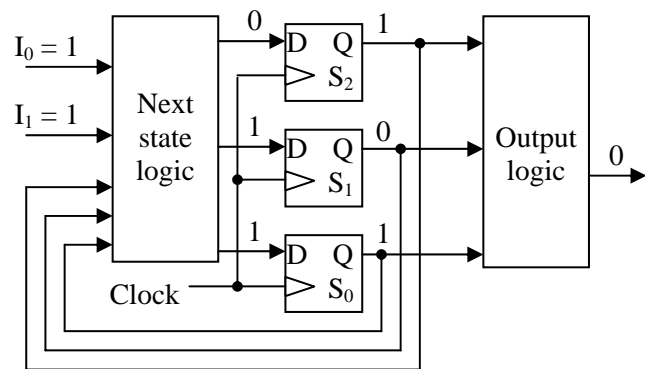 I₀ = 1
I₁ = 1
Next
state
logic
0
1
1
D Q
S₂
D Q
S₁
D Q
S₀
Clock
1
0
1
Output
logic
0